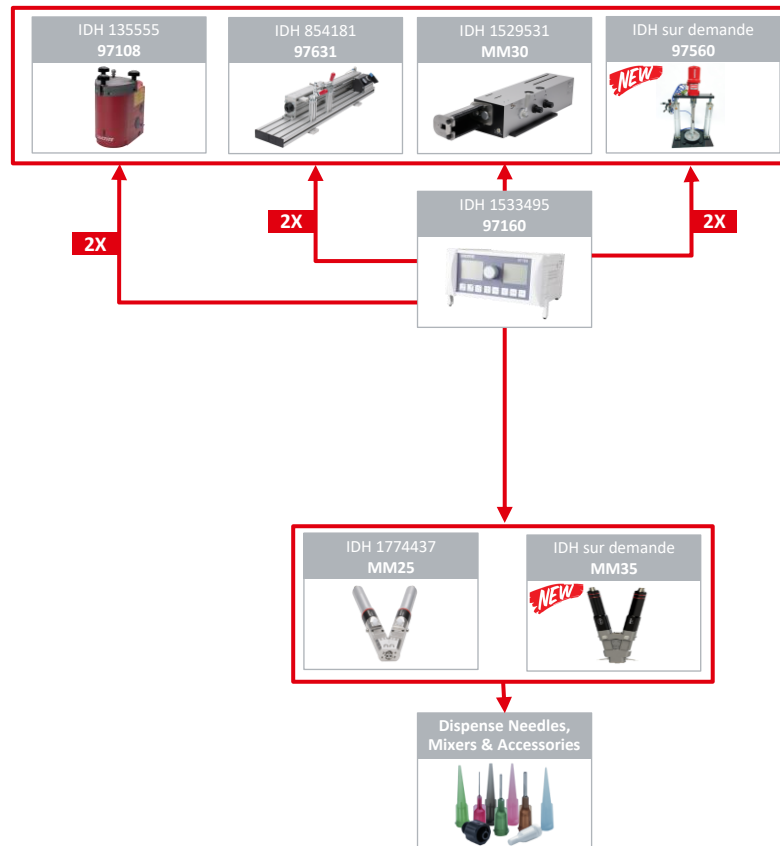 IDH 135555
97108
IDH 854181
97631
IDH 1529531
MM30
IDH sur demande
97560
NEW
2X
2X
2X
IDH 1533495
97160
IDH 1774437
MM25
IDH sur demande
MM35
NEW
Dispense Needles,
Mixers & Accessories